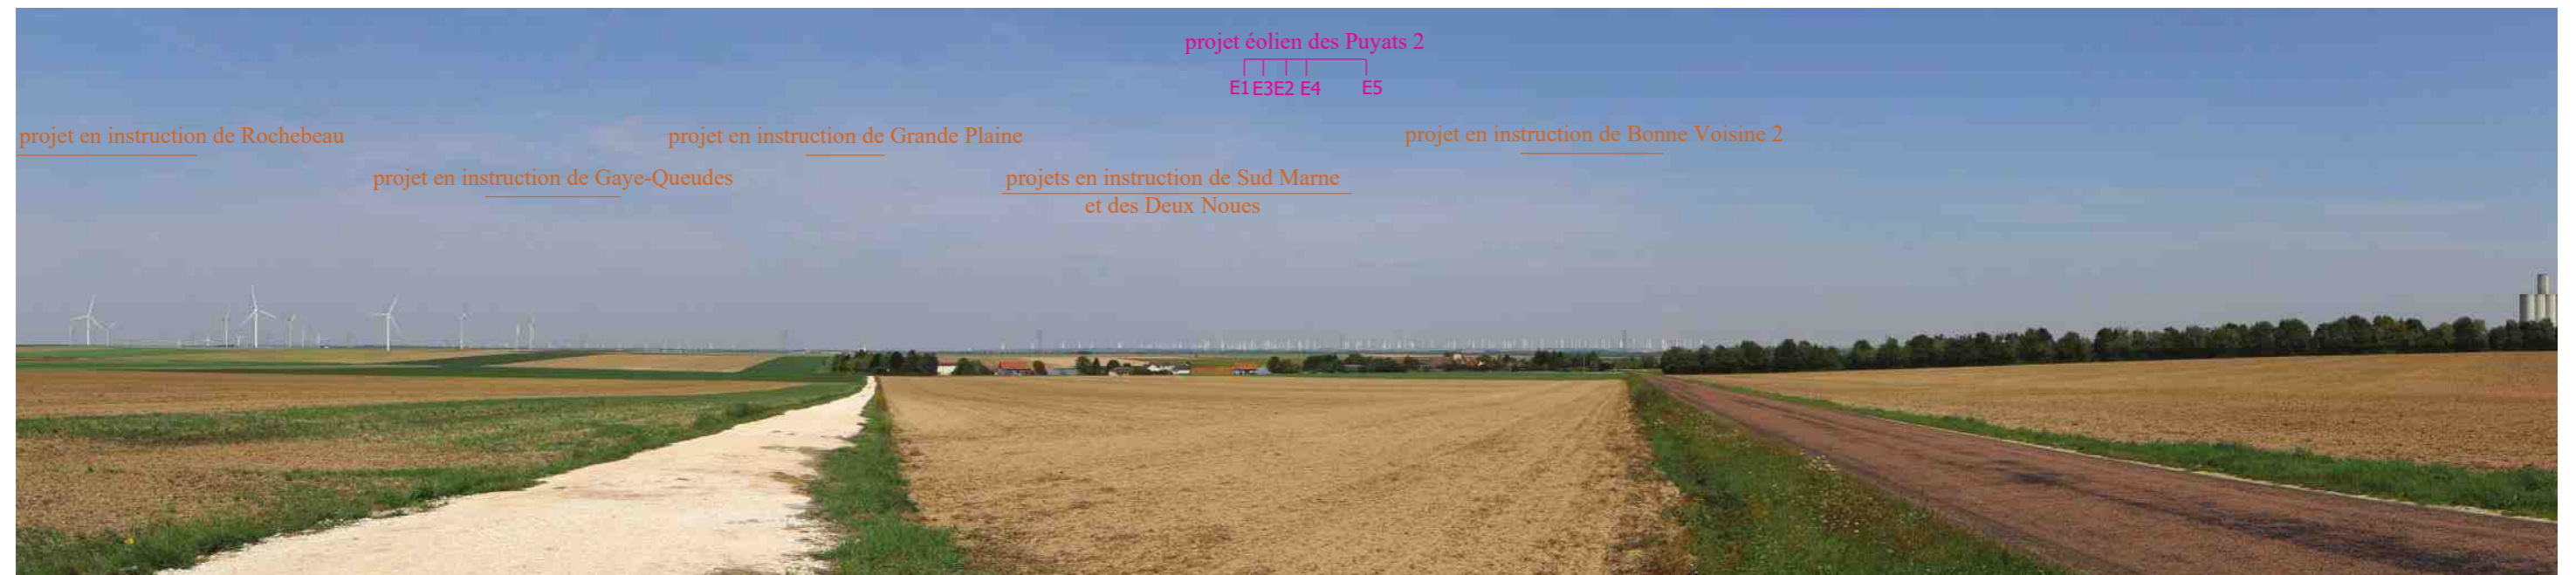 projet éolien des Puyats 2
E1 E3 E2 E4 E5
projet en instruction de Rochebeau
projet en instruction de Grande Plaine
projet en instruction de Bonne Voisine 2
projet en instruction de Gaye-Queudes
projets en instruction de Sud Marne
et des Deux Noues